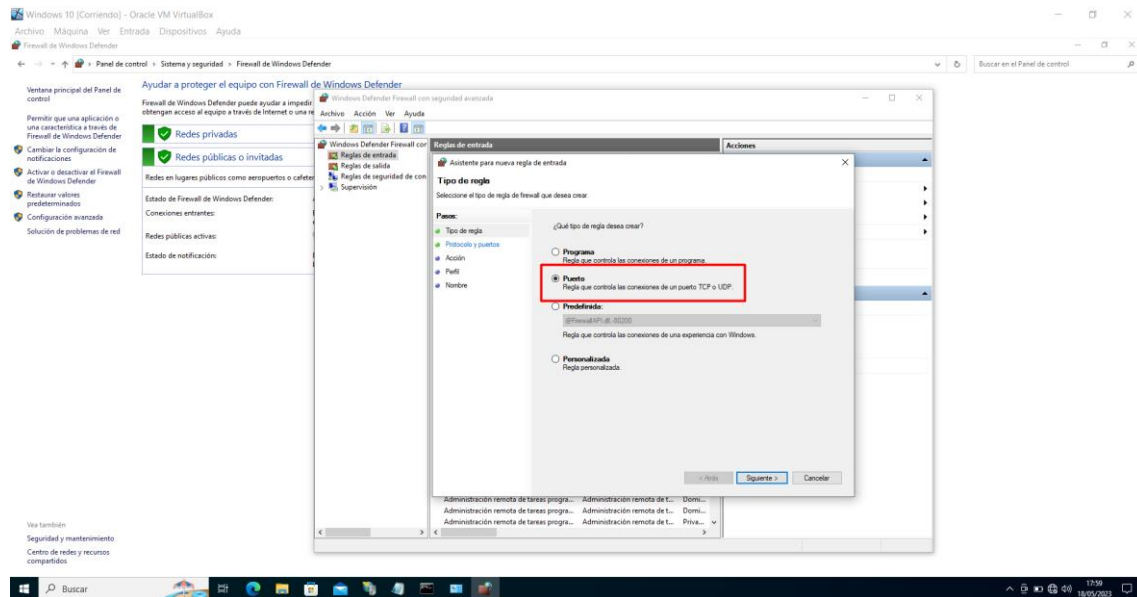 Windows 10 [Corriendo] - Oracle VM VirtualBox
Archivo Máquina Ver Entrada Dispositivos Ayuda
Firewall de Windows Defender
Panel de control > Sistema y seguridad > Firewall de Windows Defender
Buscar en el Panel de control
Ventana principal del Panel de
control
Permitir que una aplicación o
una característica a través de
Firewall de Windows Defender
Cambiar la configuración de
notificaciones
Activar o desactivar el Firewall
de Windows Defender
Restaurar valores
predeterminados
Configuración avanzada
Solución de problemas de red
Vea también
Seguridad y mantenimiento
Centro de redes y recursos
compartidos
Ayudar a proteger el equipo con Firewall de Windows Defender
Firewall de Windows Defender puede ayudar a impedir
obtengan acceso al equipo a través de Internet o una
Redes privadas
Redes públicas o invitadas
Redes en lugares públicos como aeropuertos o
Estado de Firewall de Windows Defender:
Conexiones entrantes:
Redes públicas activas:
Estado de notificación:
Windows Defender Firewall con seguridad avanzada
Archivo Acción Ver Ayuda
Windows Defender Firewall
Reglas de entrada
Reglas de salida
Reglas de seguridad de
Supervisión
Reglas de entrada
Acciones
Asistente para nueva regla de entrada
Tipo de regla
Seleccione el tipo de regla de firewall que desea crear.
Pasos:
Tipo de regla
Protocolo y puertos
Acción
Perfil
Nombre
¿Qué tipo de regla desea crear?
Programa
Regla que controla las conexiones de un programa.
Puerto
Regla que controla las conexiones de un puerto TCP o UDP.
Predefinida:
@FirewallAPI.dll,-80200
Regla que controla las conexiones de una experiencia con Windows.
Personalizada
Regla personalizada.
< Atrás Siguiente > Cancelar
Administración remota de tareas progra... Administración remota de t... Domi...
Administración remota de tareas progra... Administración remota de t... Domi...
Administración remota de tareas progra... Administración remota de t... Priva...
Buscar
17:59
18/05/2023